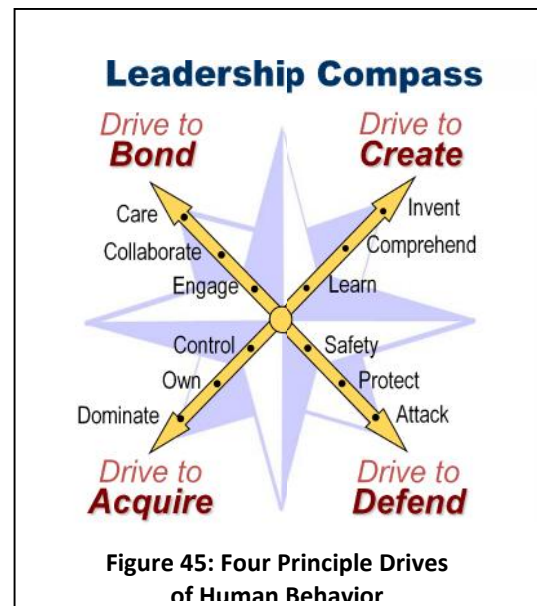 Leadership Compass
Drive to
Bond
Drive to
Create
Care
Invent
Collaborate
Comprehend
Engage
Learn
Control
Safety
Own
Protect
Dominate
Attack
Drive to
Acquire
Drive to
Defend
Figure 45: Four Principle Drives
of Human Behavior